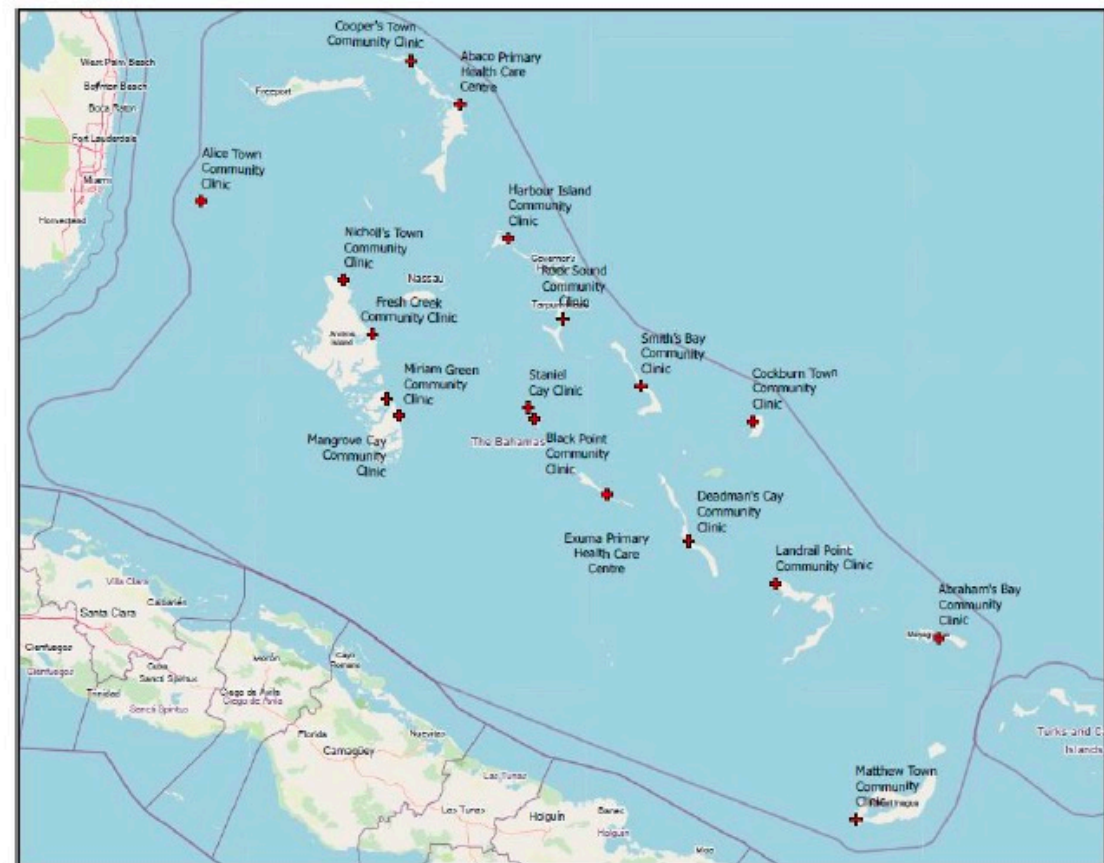 Cooper's Town
Community Clinic
Abaco Primary
Health Care
Centre
West Palm Beach
Boynton Beach
Boca Raton
Fort Lauderdale
Miami
Homestead
Freeport
Alice Town
Community
Clinic
Harbour Island
Community
Clinic
Nicholl's Town
Community
Clinic
Governor's
Rock Sound
Community
Clinic
Nassau
Fresh Creek
Community Clinic
Andros
Island
Smith's Bay
Community
Clinic
Miriam Green
Community
Clinic
Staniel
Cay Clinic
Cockburn Town
Community
Clinic
Mangrove Cay
Community
Clinic
The Bahamas
Black Point
Community
Clinic
Deadman's Cay
Community
Clinic
Exuma Primary
Health Care
Centre
Landrail Point
Community Clinic
Abraham's Bay
Community
Clinic
Villa Clara
Caibarién
Santa Clara
Cienfuegos
Cienfuegos
Cuba
Sancti Spíritus
Trinidad
Sancti Spíritus
Morón
Cayo
Romano
Ciego de Ávila
Ciego de Ávila
Florida
Camagüey
Nuevitas
Las Tunas
Las Tunas
Holguín
Banes
Holguín
Moa
Turks and C
Islands
Matthew Town
Community
Clinic